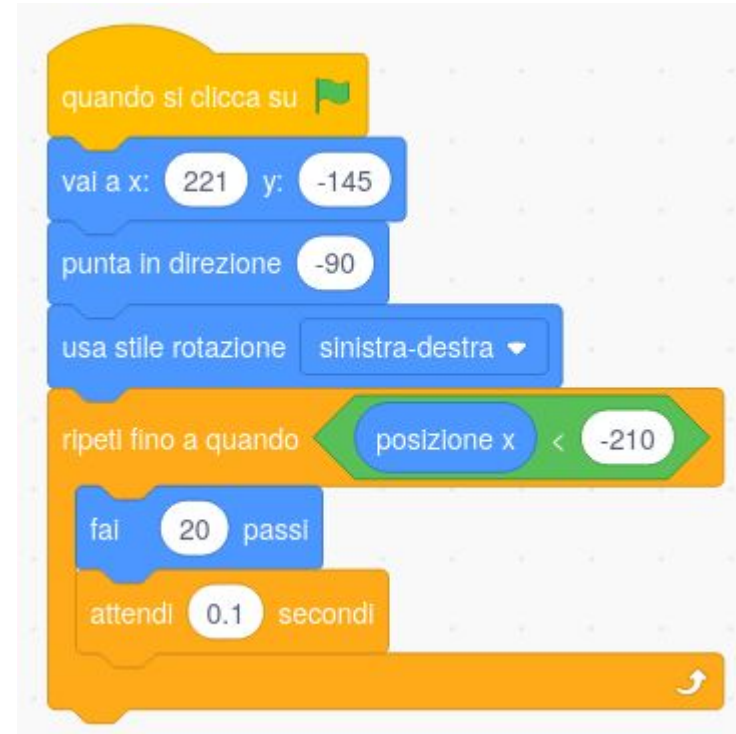 quando si clicca su
vai a x: 221 y: -145
punta in direzione -90
usa stile rotazione sinistra-destra
ripeti fino a quando posizione x < -210
fai 20 passi
attendi 0.1 secondi